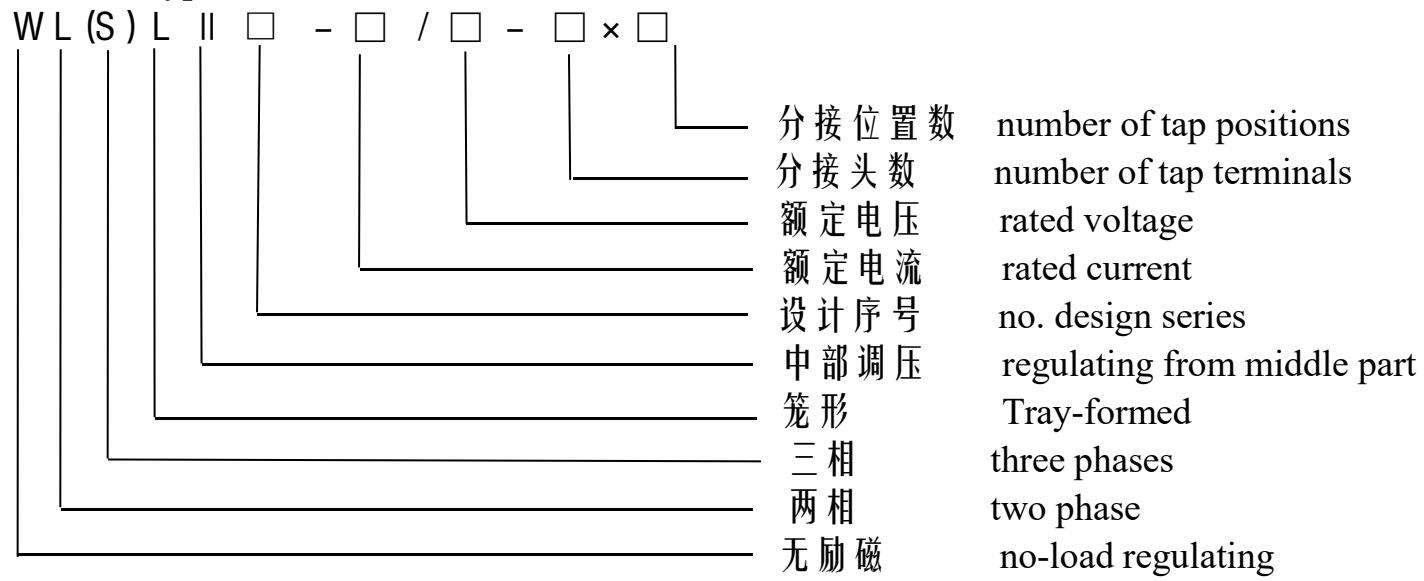 W L (S) L Ⅱ □ - □ / □ - □ × □
分接位置数 number of tap positions
分接头数 number of tap terminals
额定电压 rated voltage
额定电流 rated current
设计序号 no. design series
中部调压 regulating from middle part
笼形 Tray-formed
三相 three phases
两相 two phase
无励磁 no-load regulating